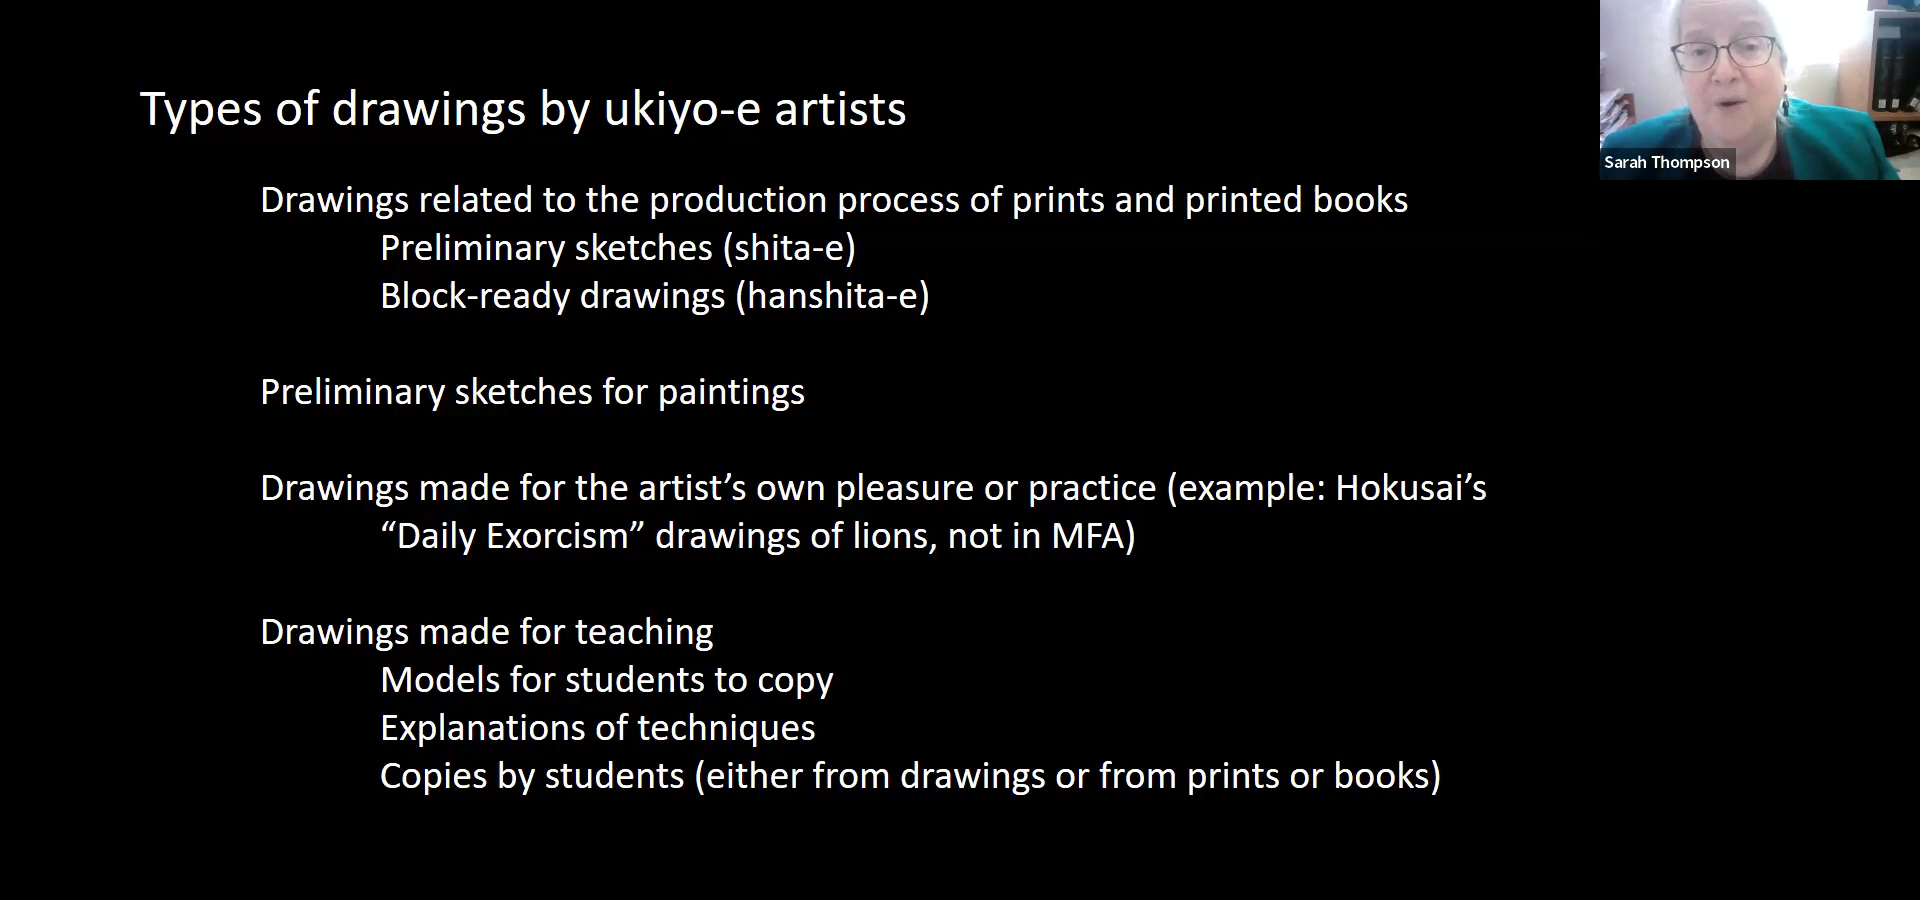 Types of drawings by ukiyo-e artists
Drawings related to the production process of prints and printed books
Preliminary sketches (shita-e)
Block-ready drawings (hanshita-e)
Preliminary sketches for paintings
Drawings made for the artist’s own pleasure or practice (example: Hokusai’s
“Daily Exorcism” drawings of lions, not in MFA)
Drawings made for teaching
Models for students to copy
Explanations of techniques
Copies by students (either from drawings or from prints or books)
Sarah Thompson